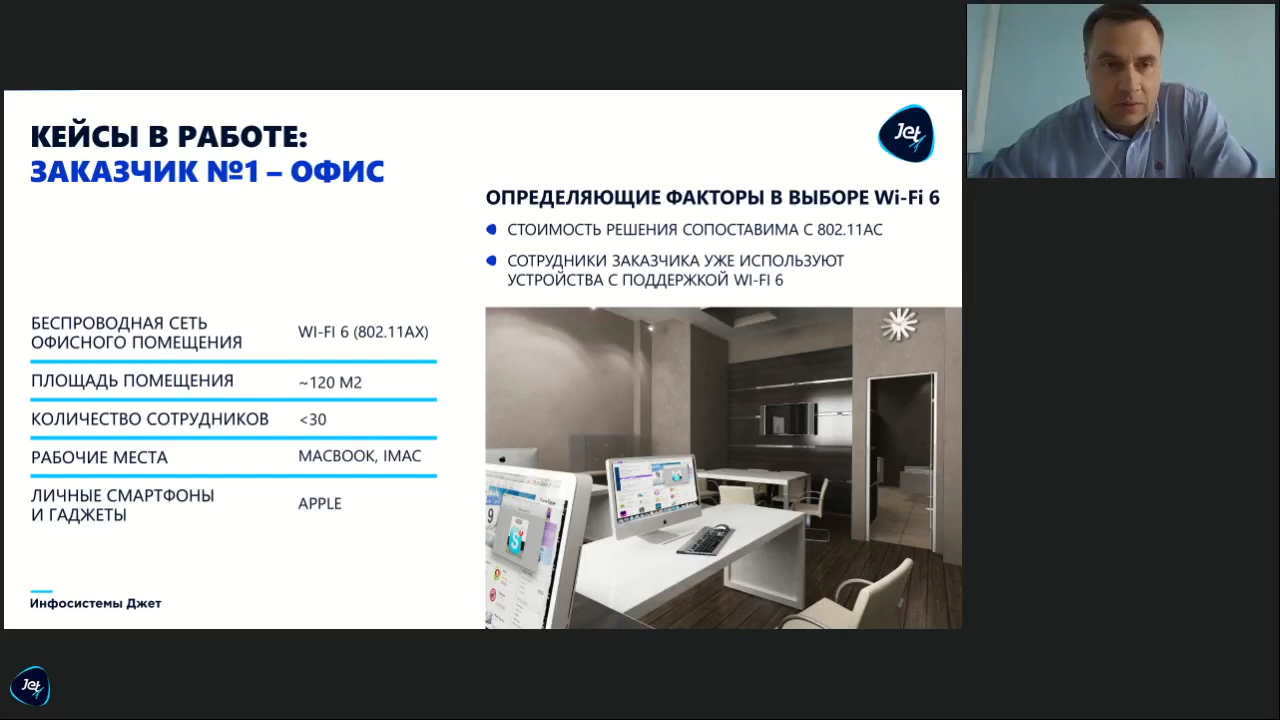 КЕЙСЫ В РАБОТЕ:
ЗАКАЗЧИК №1 – ОФИС
Jet
ОПРЕДЕЛЯЮЩИЕ ФАКТОРЫ В ВЫБОРЕ Wi-Fi 6
СТОИМОСТЬ РЕШЕНИЯ СОПОСТАВИМА С 802.11AC
СОТРУДНИКИ ЗАКАЗЧИКА УЖЕ ИСПОЛЬЗУЮТ
УСТРОЙСТВА С ПОДДЕРЖКОЙ WI-FI 6
БЕСПРОВОДНАЯ СЕТЬ
ОФИСНОГО ПОМЕЩЕНИЯ
WI-FI 6 (802.11AX)
ПЛОЩАДЬ ПОМЕЩЕНИЯ
~120 М2
КОЛИЧЕСТВО СОТРУДНИКОВ
<30
РАБОЧИЕ МЕСТА
MACBOOK, IMAC
ЛИЧНЫЕ СМАРТФОНЫ
И ГАДЖЕТЫ
APPLE
Инфосистемы Джет
Jet